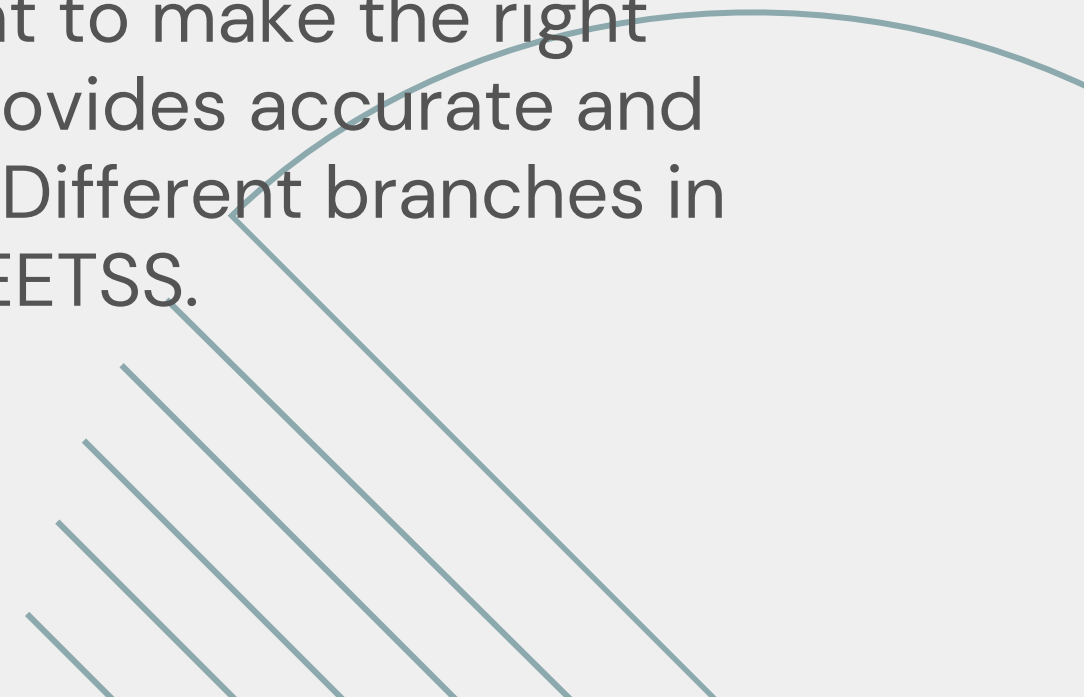 nt to make the right
ovides accurate and
Different branches in
EETSS.